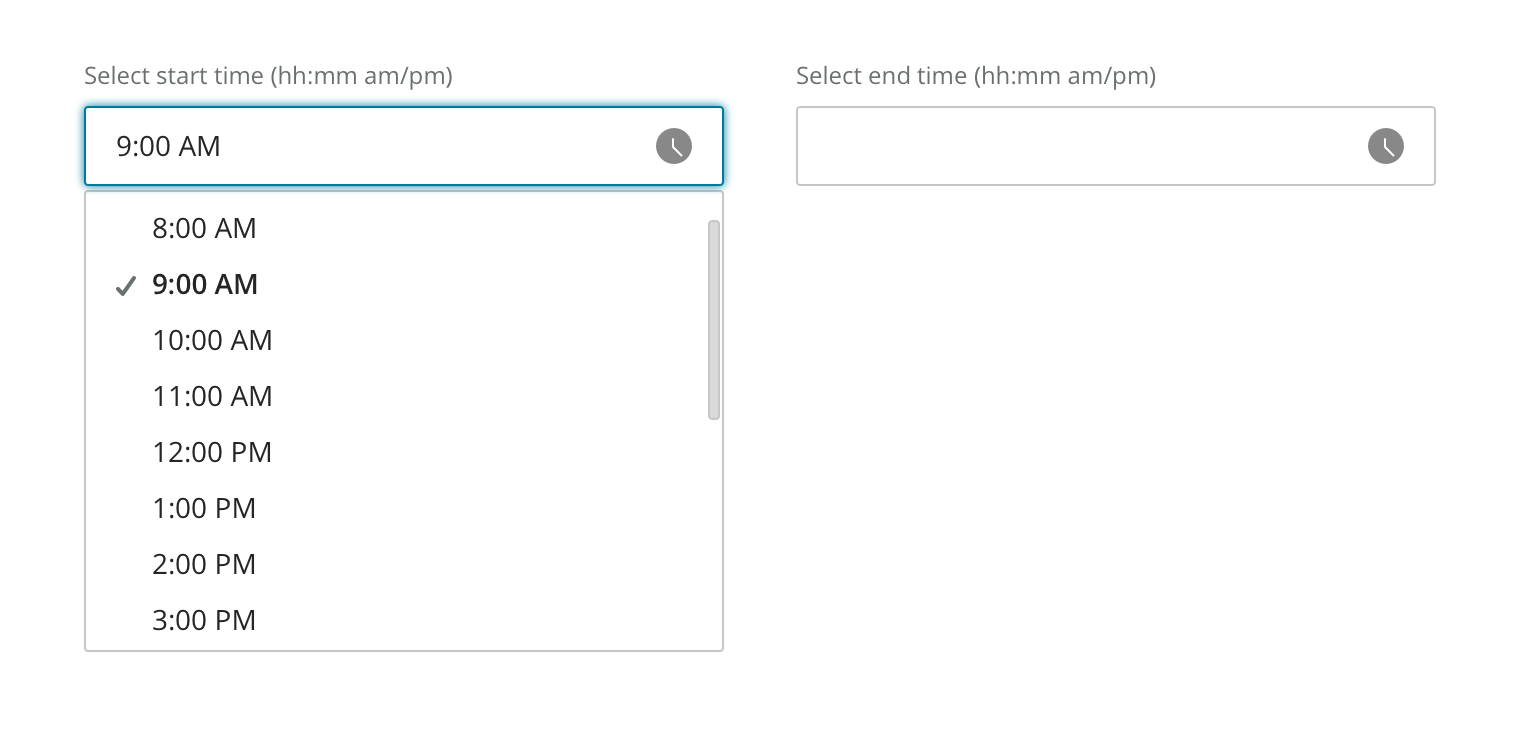 Select start time (hh:mm am/pm)
9:00 AM
8:00 AM
9:00 AM
10:00 AM
11:00 AM
12:00 PM
1:00 PM
2:00 PM
3:00 PM
Select end time (hh:mm am/pm)